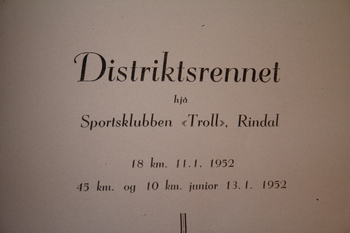 Distriktsrennet
hjå
Sportsklubben «Troll», Rindal
18 km. 11.1. 1952
45 km. og 10 km. junior 13.1. 1952